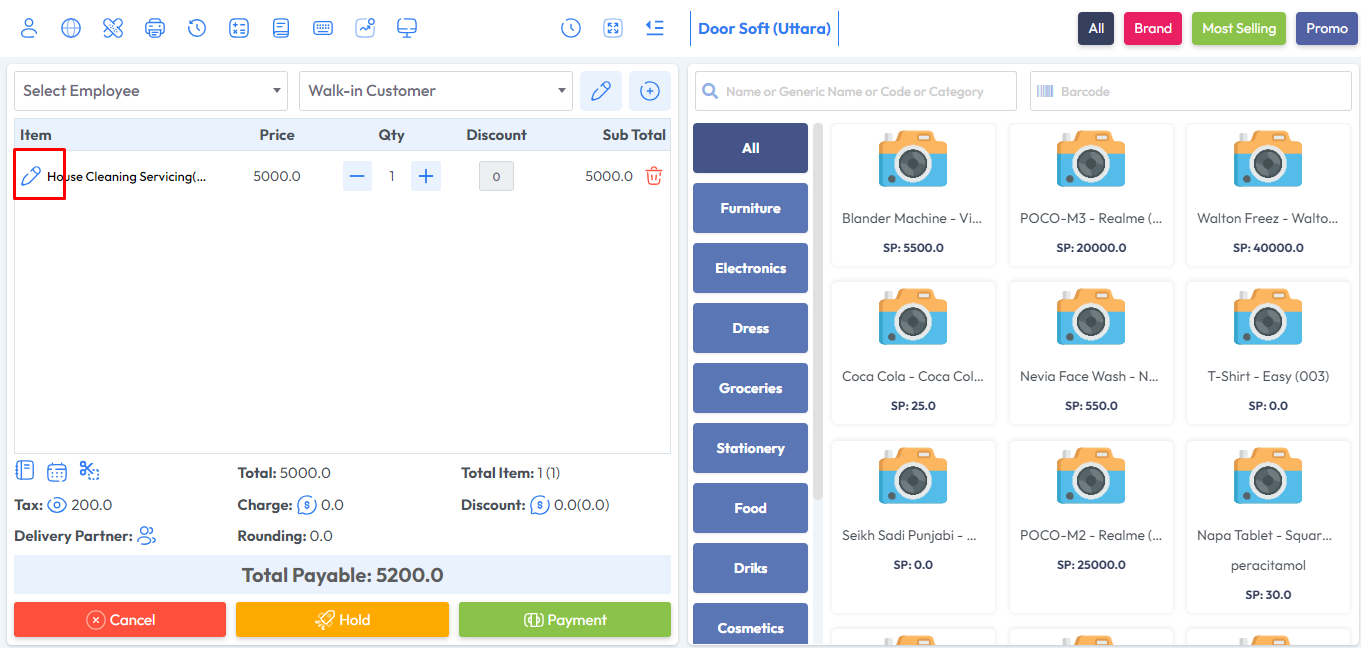 Door Soft (Uttara)
All
Brand
Most Selling
Promo
Select Employee
Walk-in Customer
Item Price Qty Discount Sub Total
House Cleaning Servicing(... 5000.0 1 0 5000.0
Total: 5000.0
Total Item: 1 (1)
Tax: 200.0
Charge: 0.0
Discount: 0.0(0.0)
Delivery Partner:
Rounding: 0.0
Total Payable: 5200.0
Cancel
Hold
Payment
Name or Generic Name or Code or Category
Barcode
All
Furniture
Electronics
Dress
Groceries
Stationery
Food
Driks
Cosmetics
Blander Machine - Vi...
SP: 5500.0
POCO-M3 - Realme (...
SP: 20000.0
Walton Freez - Walto...
SP: 40000.0
Coca Cola - Coca Col...
SP: 25.0
Nevia Face Wash - N...
SP: 550.0
T-Shirt - Easy (003)
SP: 0.0
Seikh Sadi Punjabi - ...
SP: 0.0
POCO-M2 - Realme (...
SP: 25000.0
Napa Tablet - Squar...
peracitamol
SP: 30.0